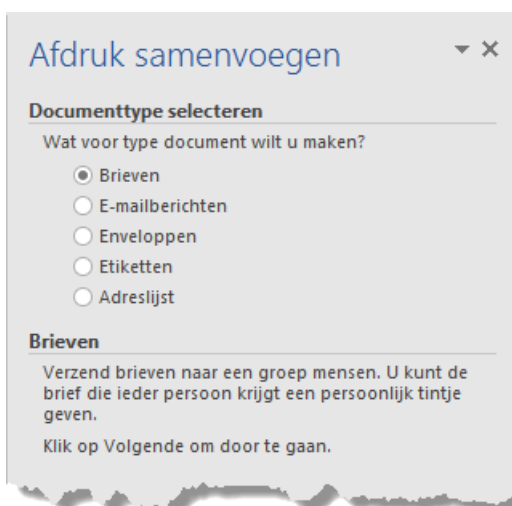 Afdruk samenvoegen
Documenttype selecteren
Wat voor type document wilt u maken?
Brieven
E-mailberichten
Enveloppen
Etiketten
Adreslijst
Brieven
Verzend brieven naar een groep mensen. U kunt de
brief die ieder persoon krijgt een persoonlijk tintje
geven.
Klik op Volgende om door te gaan.